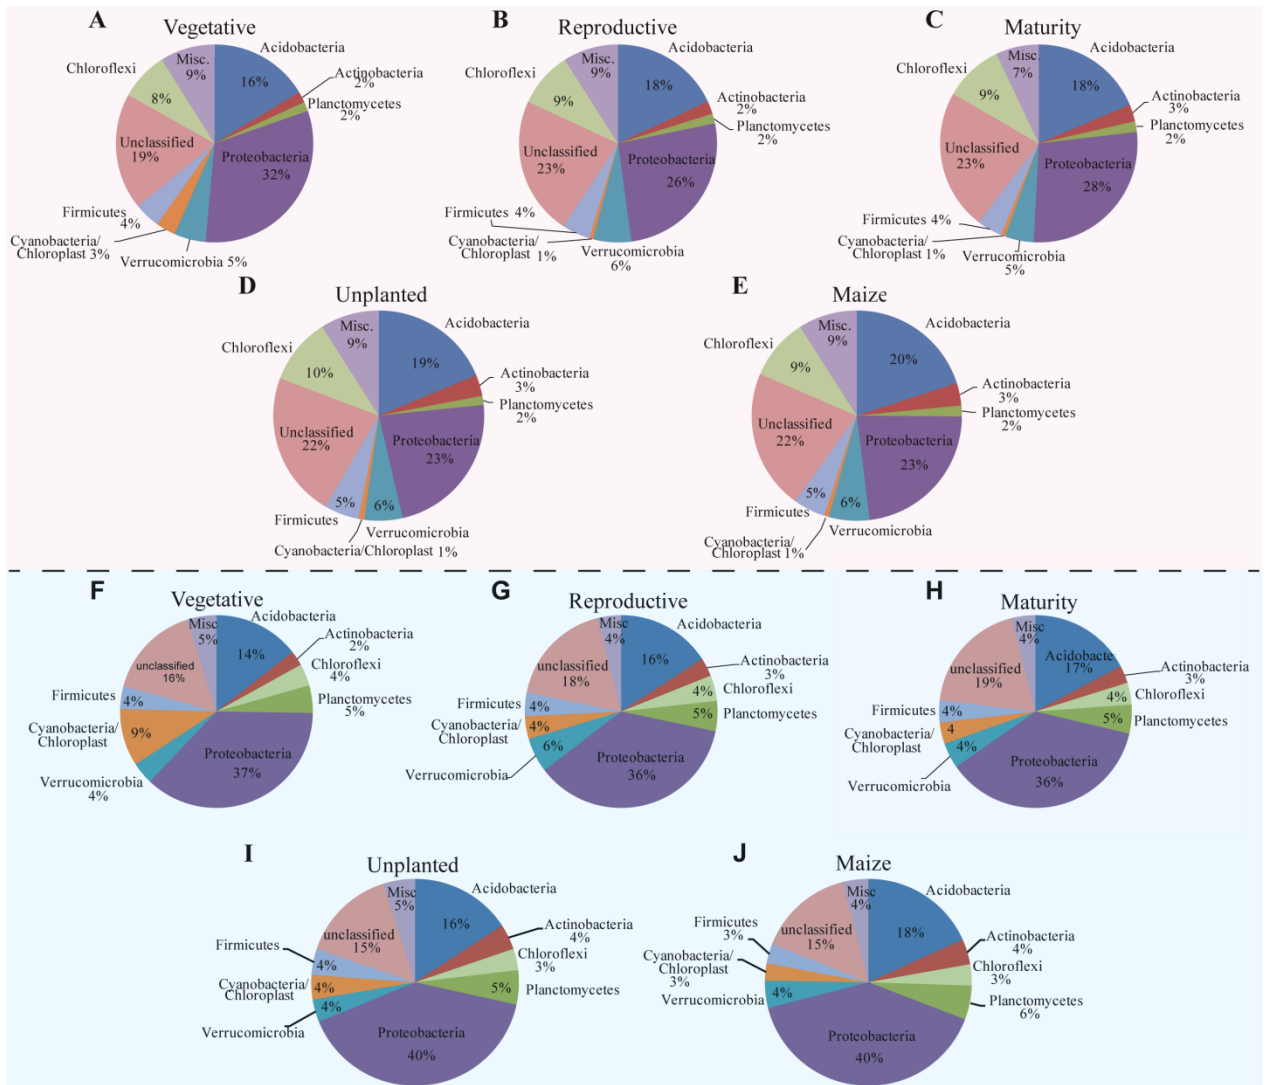 A
Vegetative
Misc.
9%
Acidobacteria
16%
Actinobacteria
2%
Planctomycetes
2%
Proteobacteria
32%
Verrucomicrobia 5%
Cyanobacteria/
Chloroplast 3%
Firmicutes
4%
Unclassified
19%
Chloroflexi
8%
B
Reproductive
Misc.
9%
Acidobacteria
18%
Actinobacteria
2%
Planctomycetes
2%
Proteobacteria
26%
Verrucomicrobia
6%
Cyanobacteria/
Chloroplast 1%
Firmicutes 4%
Unclassified
23%
Chloroflexi
9%
C
Maturity
Misc.
7%
Acidobacteria
18%
Actinobacteria
3%
Planctomycetes
2%
Proteobacteria
28%
Verrucomicrobia
5%
Cyanobacteria/
Chloroplast 1%
Firmicutes 4%
Unclassified
23%
Chloroflexi
9%
D
Unplanted
Misc.
9%
Acidobacteria
19%
Actinobacteria
3%
Planctomycetes
2%
Proteobacteria
23%
Verrucomicrobia
6%
Cyanobacteria/Chloroplast 1%
Firmicutes
5%
Unclassified
22%
Chloroflexi
10%
E
Maize
Misc.
9%
Acidobacteria
20%
Actinobacteria
3%
Planctomycetes
2%
Proteobacteria
23%
Verrucomicrobia
6%
Cyanobacteria/
Chloroplast 1%
Firmicutes
5%
Unclassified
22%
Chloroflexi
9%
F
Vegetative
Misc
5%
Acidobacteria
14%
Actinobacteria
2%
Chloroflexi
4%
Planctomycetes
5%
Proteobacteria
37%
Verrucomicrobia
4%
Cyanobacteria/
Chloroplast
9%
Firmicutes
4%
unclassified
16%
G
Reproductive
Misc
4%
Acidobacteria
16%
Actinobacteria
3%
Chloroflexi
4%
Planctomycetes
5%
Proteobacteria
36%
Verrucomicrobia
6%
Cyanobacteria/
Chloroplast
4%
Firmicutes
4%
unclassified
18%
H
Maturity
Misc
4%
Acidobacte
17%
Actinobacteria
3%
Chloroflexi
4%
Planctomycetes
5%
Proteobacteria
36%
Verrucomicrobia
4%
Cyanobacteria/
Chloroplast
4
Firmicutes
4%
unclassified
19%
I
Unplanted
Misc
5%
Acidobacteria
16%
Actinobacteria
4%
Chloroflexi
3%
Planctomycetes
5%
Proteobacteria
40%
Verrucomicrobia
4%
Cyanobacteria/
Chloroplast
4%
Firmicutes
4%
unclassified
15%
J
Maize
Misc
4%
Acidobacteria
18%
Actinobacteria
4%
Chloroflexi
3%
Planctomycetes
6%
Proteobacteria
40%
Verrucomicrobia
4%
Cyanobacteria/
Chloroplast
3%
Firmicutes
3%
unclassified
15%